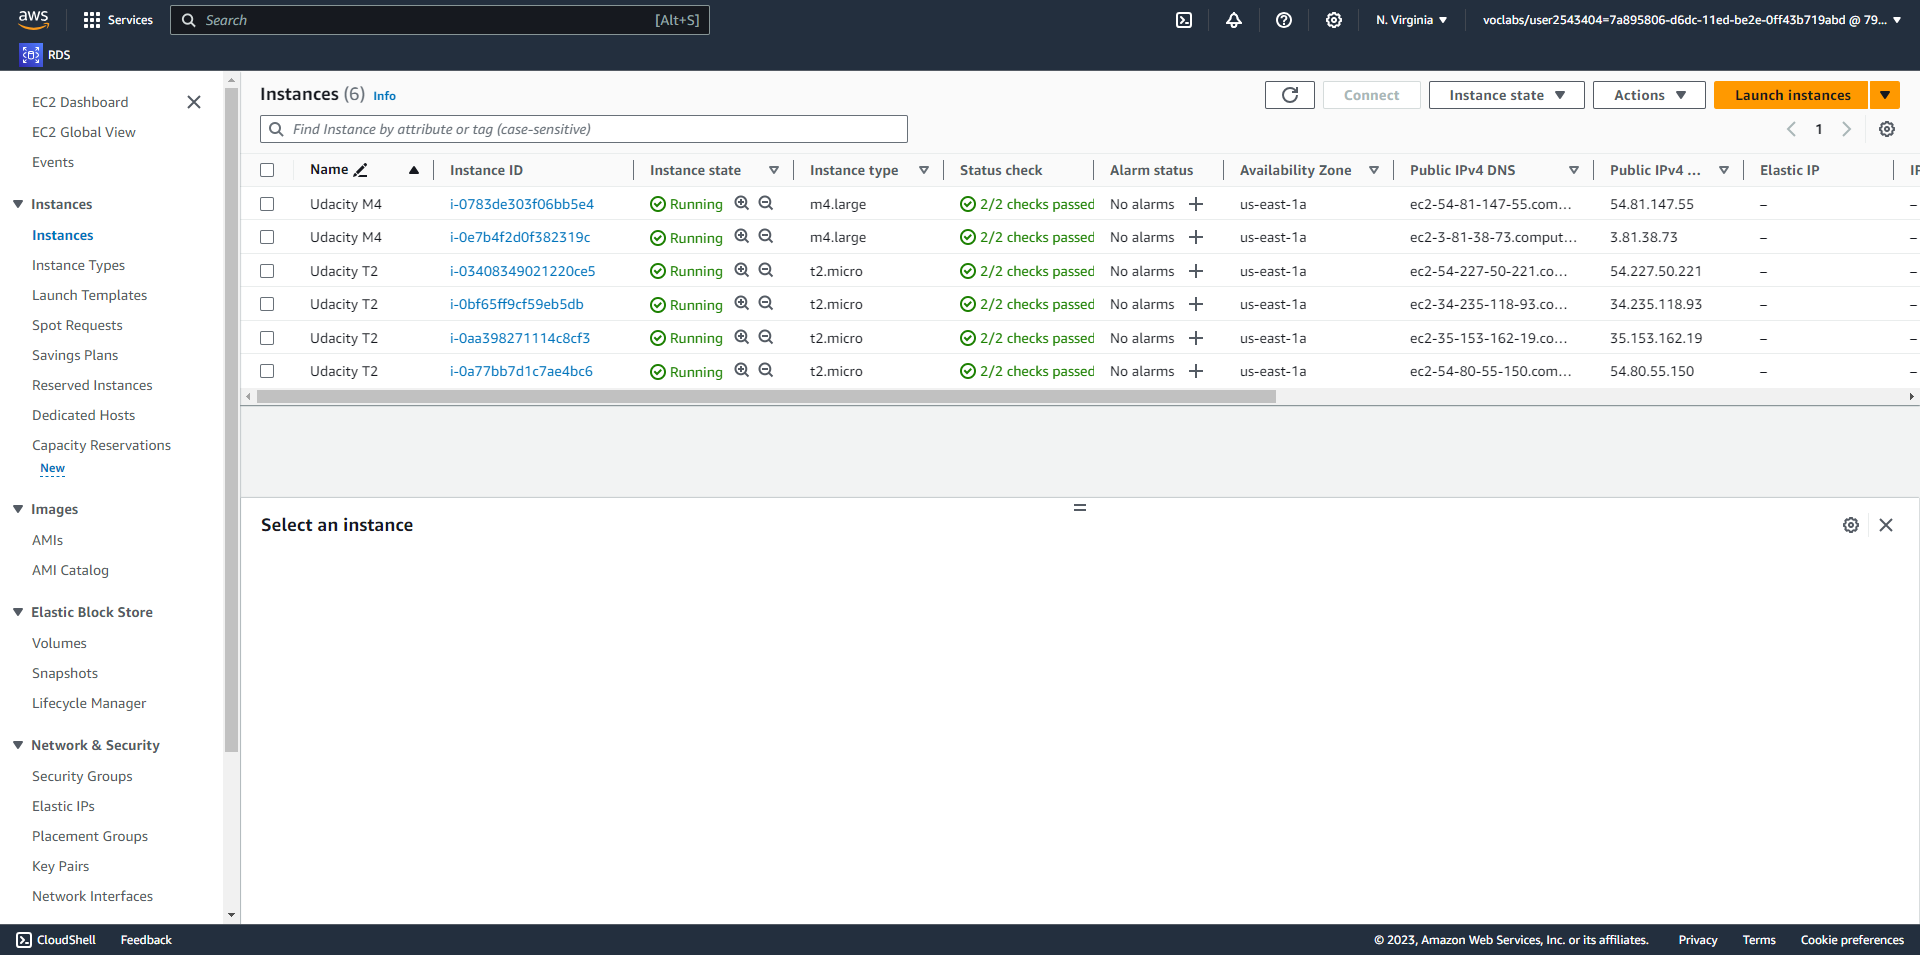 aws
Services
Search
[Alt+S]
N. Virginia
voclabs/user2543404=7a895806-d6dc-11ed-be2e-0ff43b719abd @ 79...
RDS
EC2 Dashboard
EC2 Global View
Events
Instances
Instances
Instance Types
Launch Templates
Spot Requests
Savings Plans
Reserved Instances
Dedicated Hosts
Capacity Reservations
New
Images
AMIs
AMI Catalog
Elastic Block Store
Volumes
Snapshots
Lifecycle Manager
Network & Security
Security Groups
Elastic IPs
Placement Groups
Key Pairs
Network Interfaces
Instances (6) Info
Connect
Instance state
Actions
Launch instances
Find Instance by attribute or tag (case-sensitive)
1
Name Instance ID Instance state Instance type Status check Alarm status Availability Zone Public IPv4 DNS Public IPv4 ... Elastic IP IP
Udacity M4 i-0783de303f06bb5e4 Running m4.large 2/2 checks passed No alarms + us-east-1a ec2-54-81-147-55.com... 54.81.147.55 – –
Udacity M4 i-0e7b4f2d0f382319c Running m4.large 2/2 checks passed No alarms + us-east-1a ec2-3-81-38-73.comput... 3.81.38.73 – –
Udacity T2 i-03408349021220ce5 Running t2.micro 2/2 checks passed No alarms + us-east-1a ec2-54-227-50-221.co... 54.227.50.221 – –
Udacity T2 i-0bf65ff9cf59eb5db Running t2.micro 2/2 checks passed No alarms + us-east-1a ec2-34-235-118-93.co... 34.235.118.93 – –
Udacity T2 i-0aa398271114c8cf3 Running t2.micro 2/2 checks passed No alarms + us-east-1a ec2-35-153-162-19.co... 35.153.162.19 – –
Udacity T2 i-0a77bb7d1c7ae4bc6 Running t2.micro 2/2 checks passed No alarms + us-east-1a ec2-54-80-55-150.com... 54.80.55.150 – –
Select an instance
CloudShell
Feedback
© 2023, Amazon Web Services, Inc. or its affiliates.
Privacy
Terms
Cookie preferences